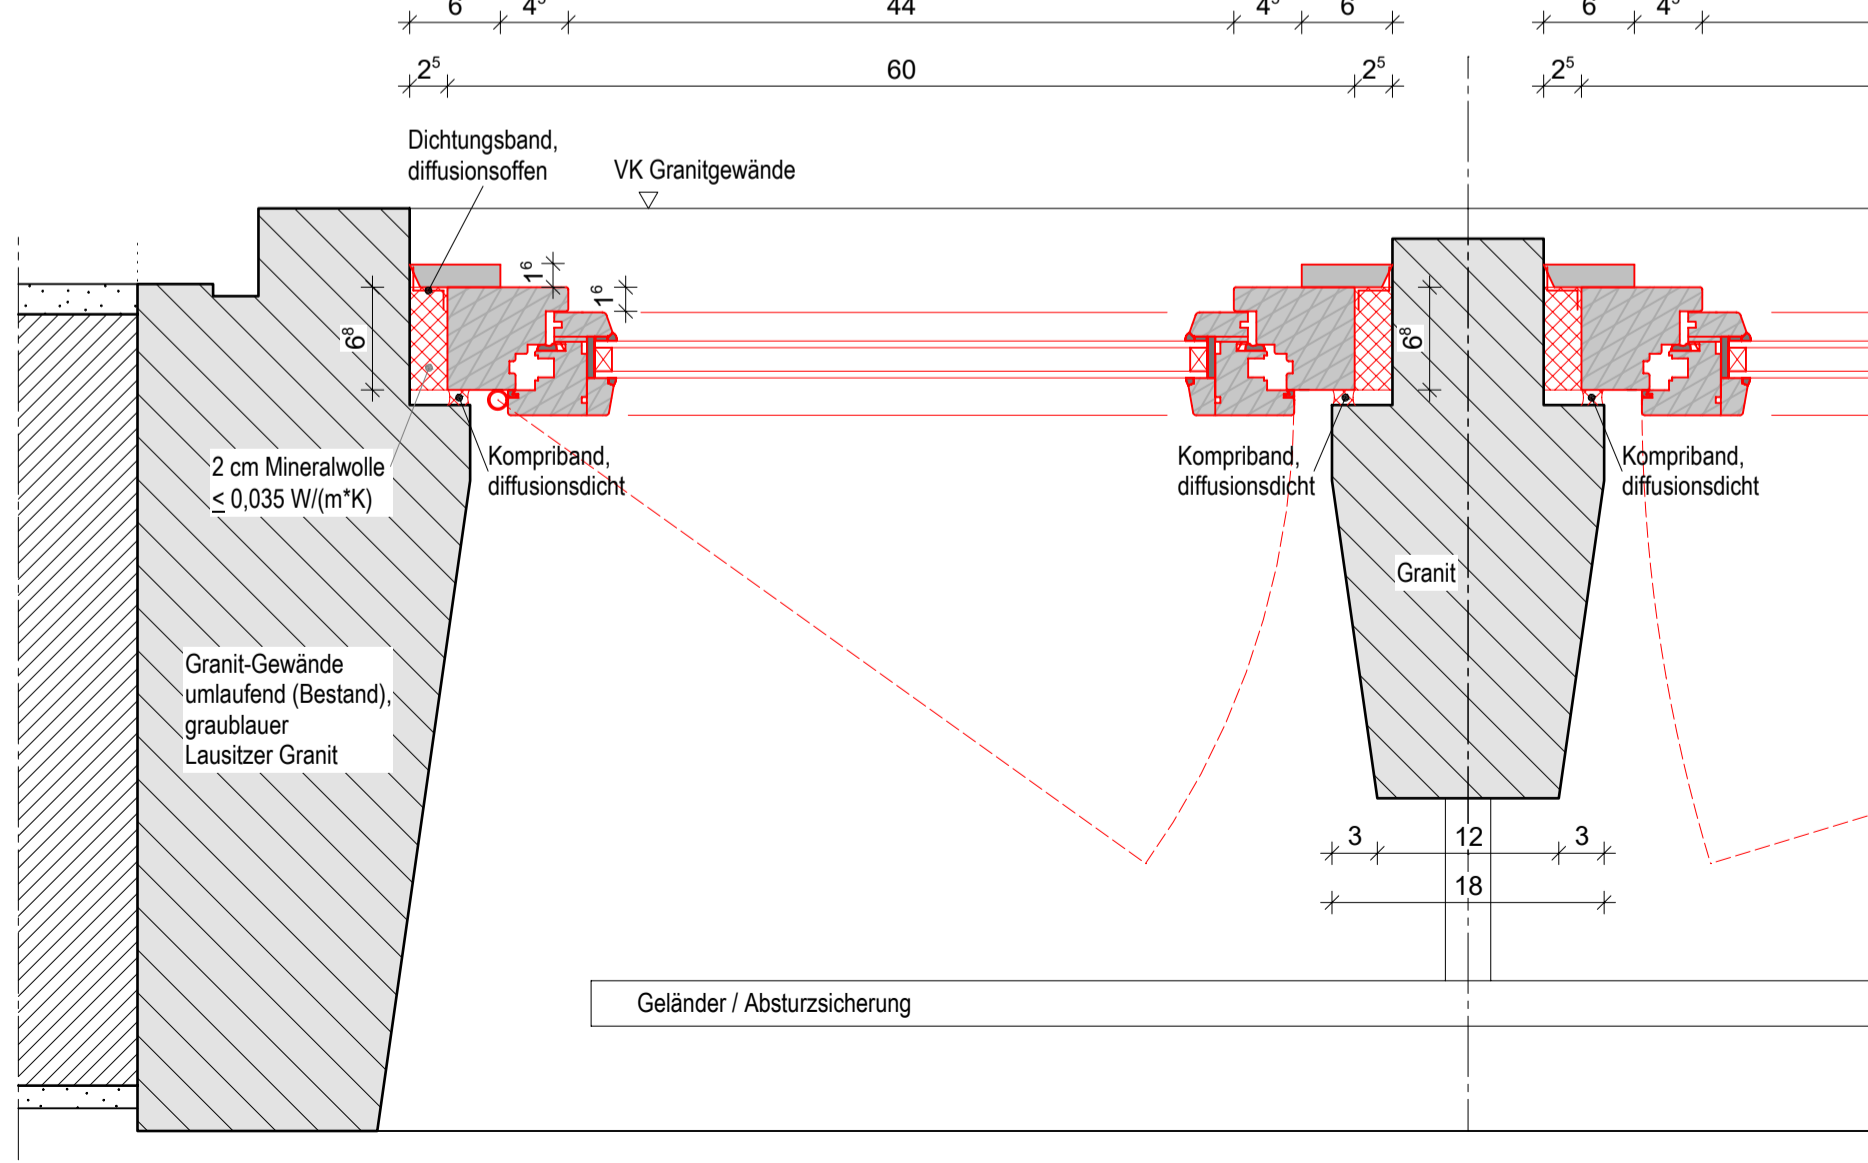 6 4⁵ 44 4⁵ 6 6 4⁵
2⁵ 60 2⁵ 2⁵
Dichtungsband,
diffusionsoffen
VK Granitgewände
1⁶
1⁶
6⁸
6⁸
2 cm Mineralwolle
≤ 0,035 W/(m*K)
Kompriband,
diffusionsdicht
Kompriband,
diffusionsdicht
Kompriband,
diffusionsdicht
Granit
Granit-Gewände
umlaufend (Bestand),
graublauer
Lausitzer Granit
3 12 3
18
Geländer / Absturzsicherung